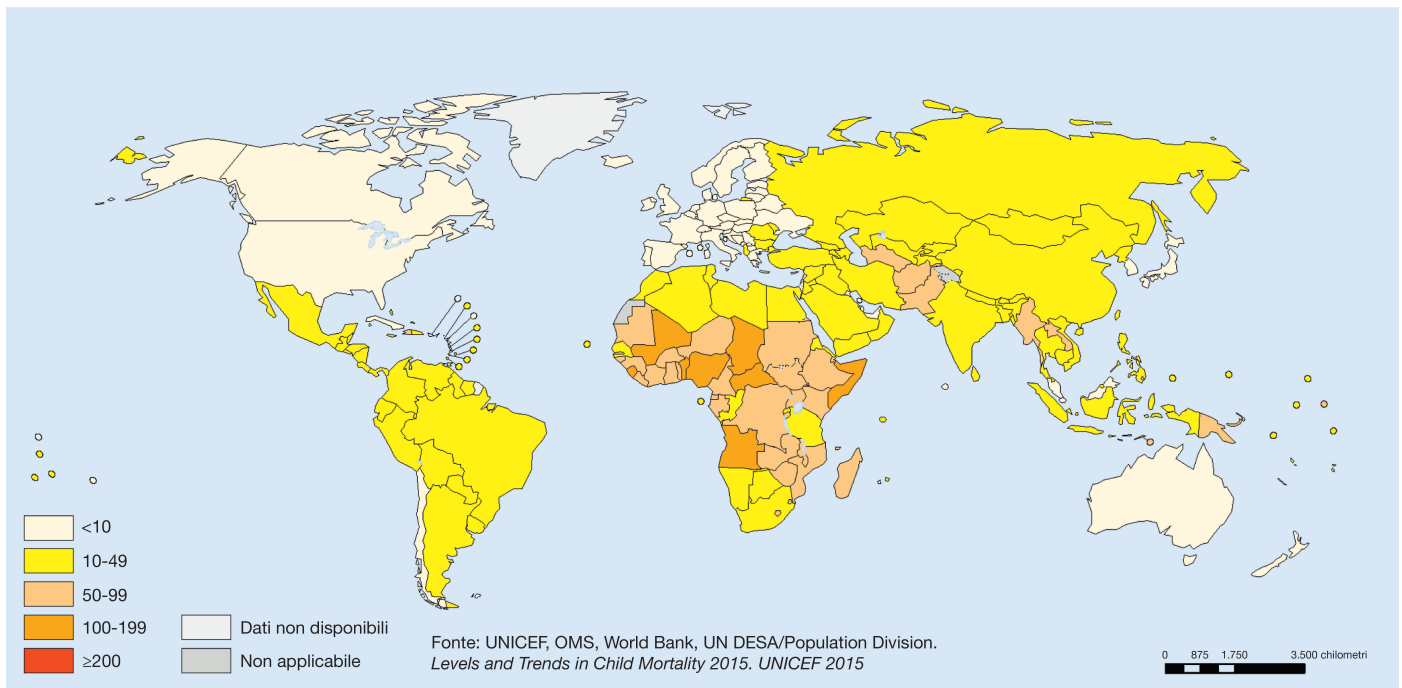 <10
10-49
50-99
100-199
≥200
Dati non disponibili
Non applicabile
Fonte: UNICEF, OMS, World Bank, UN DESA/Population Division.
Levels and Trends in Child Mortality 2015. UNICEF 2015
0 875 1.750 3.500 chilometri